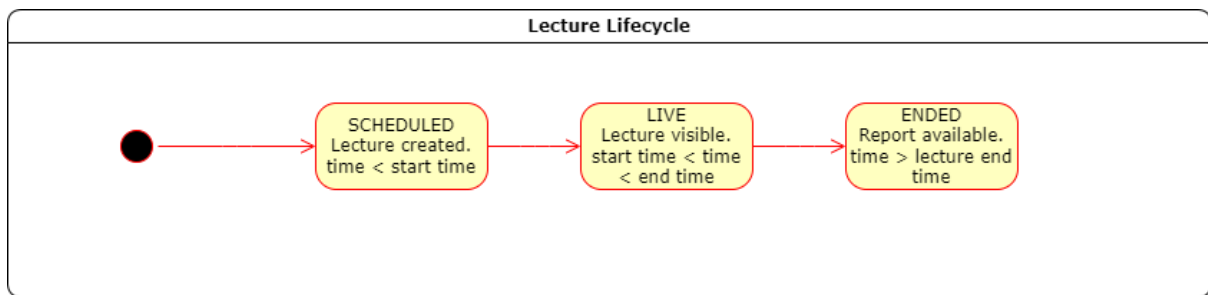 Lecture Lifecycle
SCHEDULED
Lecture created.
time < start time
LIVE
Lecture visible.
start time < time
< end time
ENDED
Report available.
time > lecture end
time